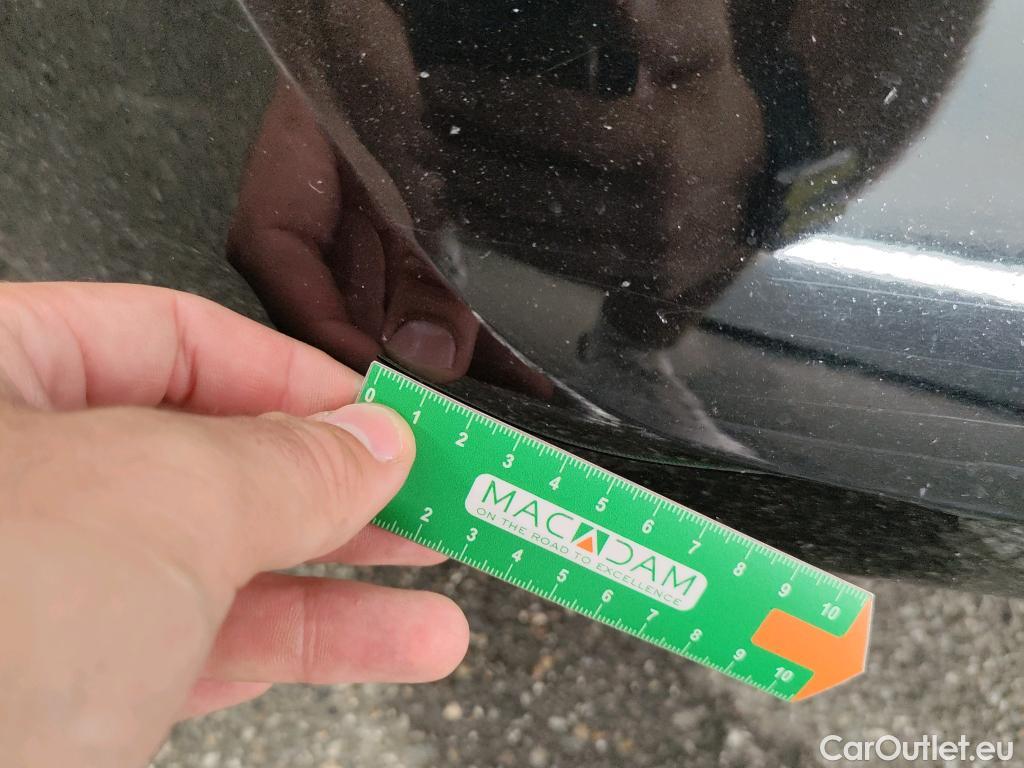 0 1 2 3 4 5 6 7 8 9 10
MACADAM
ON THE ROAD TO EXCELLENCE
2 3 4 5 6 7 8 9 10
CarOutlet.eu